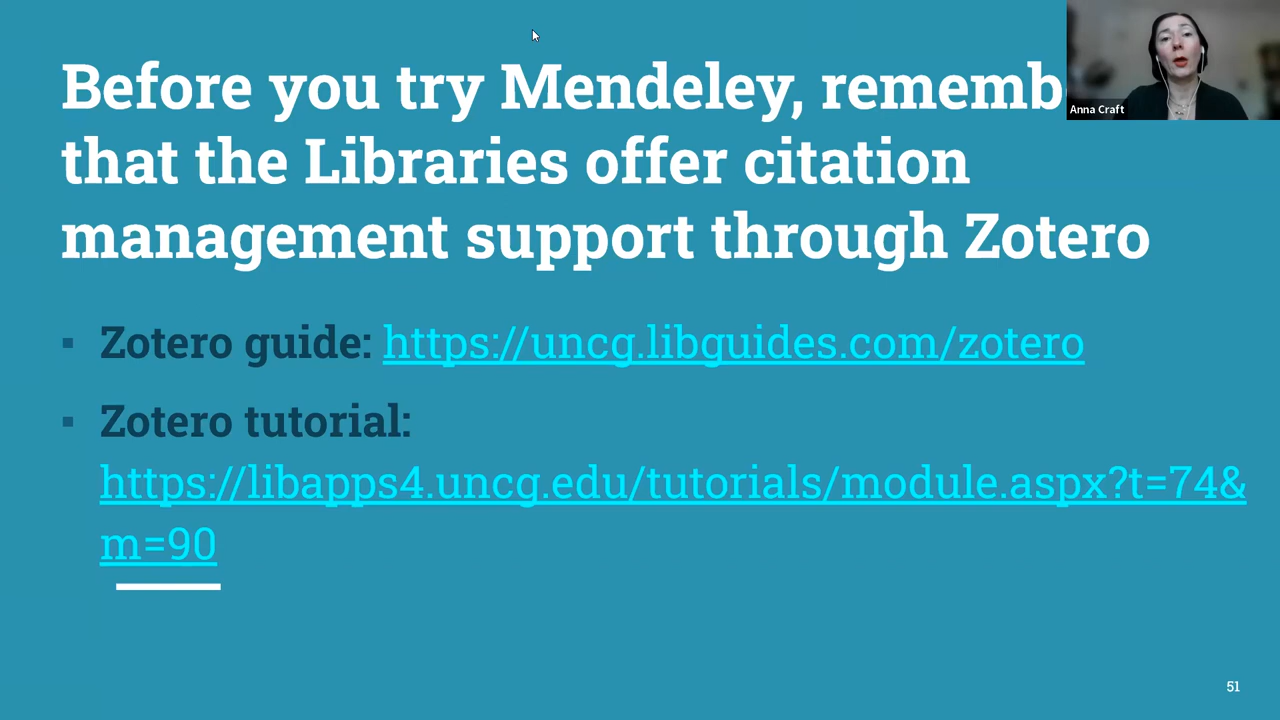 Before you try Mendeley, rememb
that the Libraries offer citation
management support through Zotero
Anna Craft
▪ Zotero guide: https://uncg.libguides.com/zotero
▪ Zotero tutorial:
https://libapps4.uncg.edu/tutorials/module.aspx?t=74&
m=90
51